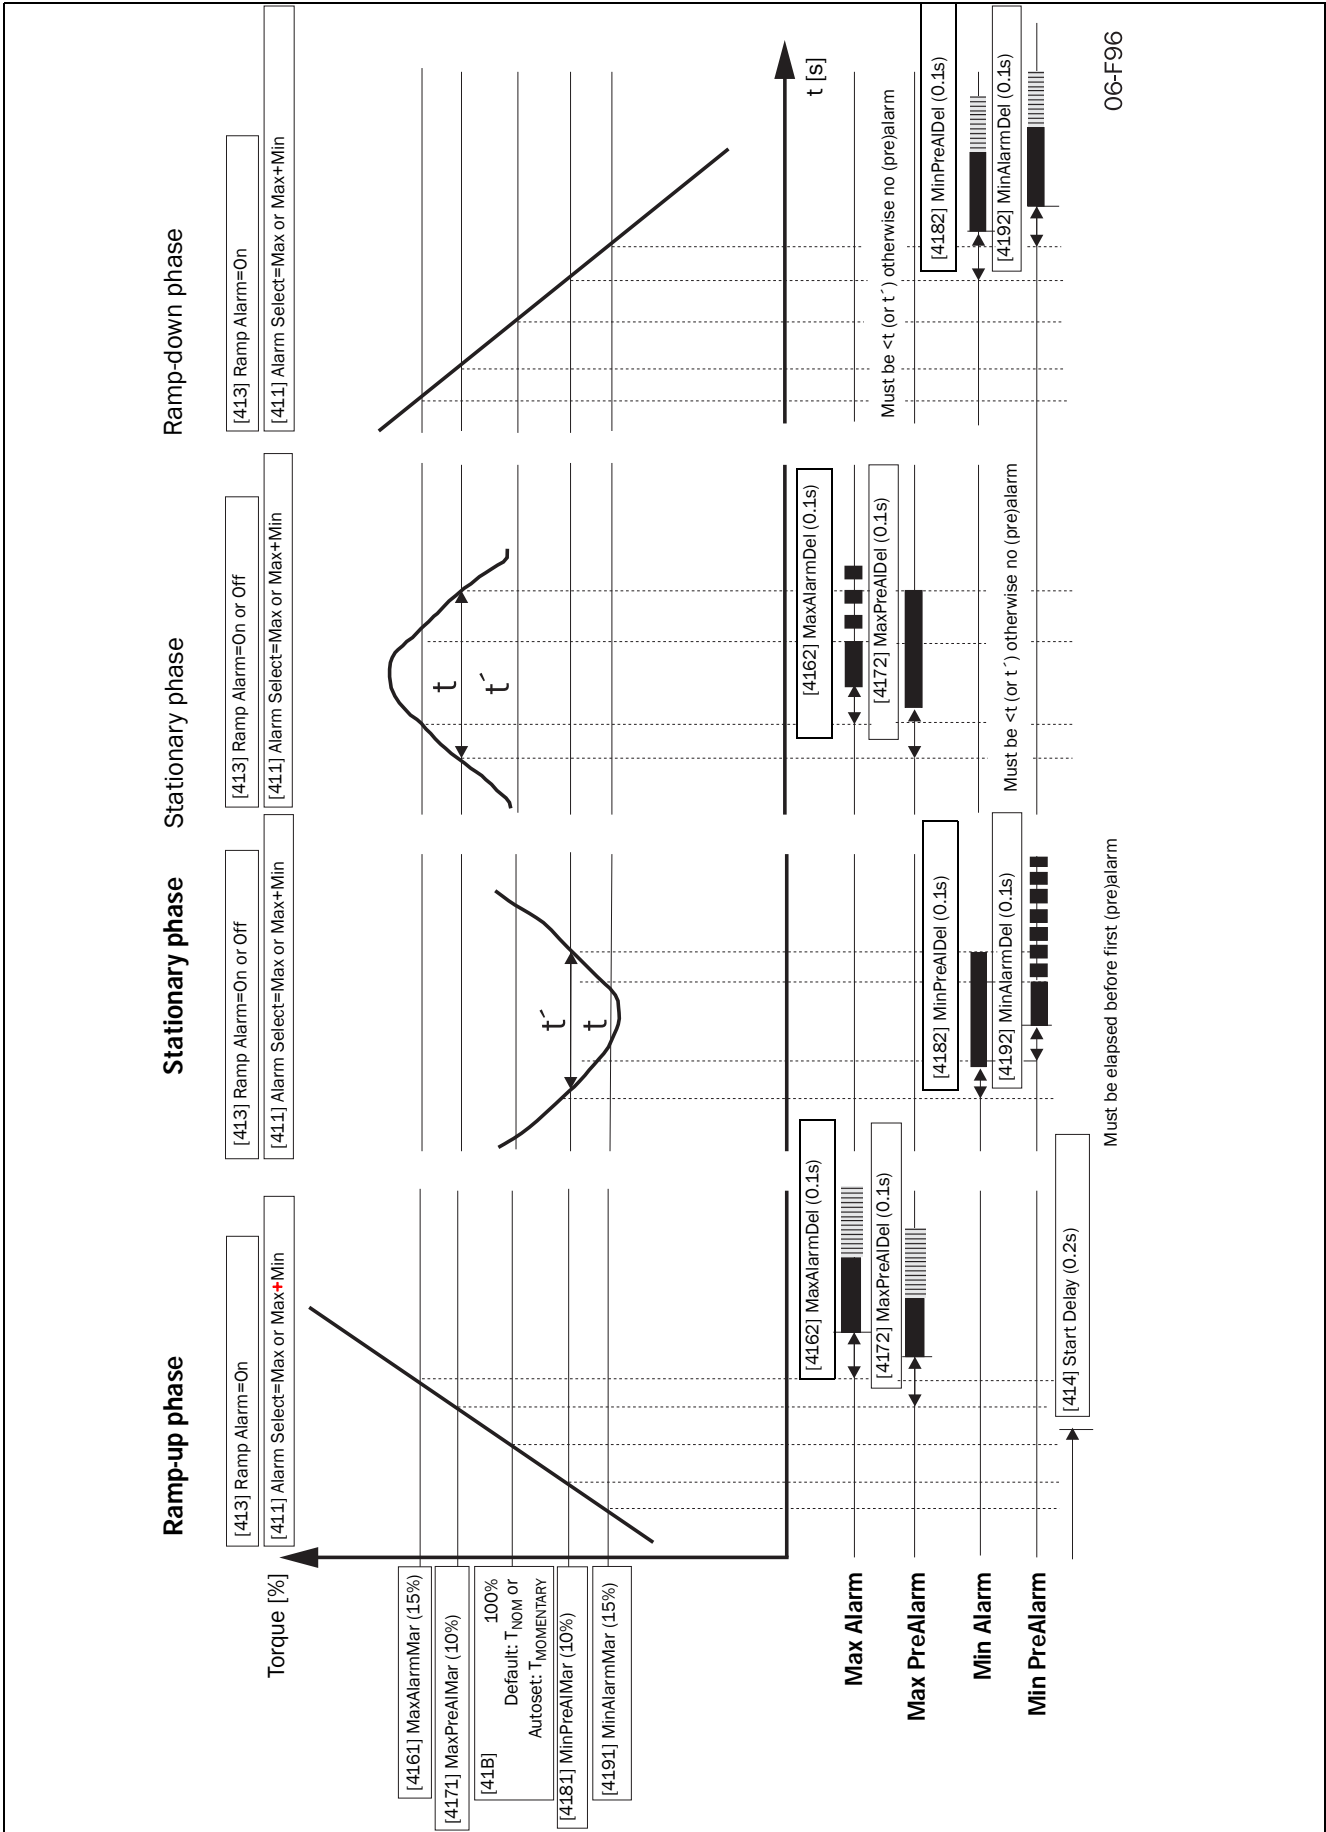 Ramp-up phase
Stationary phase
Stationary phase
Ramp-down phase
[413] Ramp Alarm=On
[413] Ramp Alarm=On or Off
[413] Ramp Alarm=On or Off
[413] Ramp Alarm=On
[411] Alarm Select=Max or Max+Min
[411] Alarm Select=Max or Max+Min
[411] Alarm Select=Max or Max+Min
[411] Alarm Select=Max or Max+Min
Torque [%]
[4161] MaxAlarmMar (15%)
[4171] MaxPreAlMar (10%)
[41B]
100%
Default: TNOM or
Autoset: TMOMENTARY
[4181] MinPreAlMar (10%)
[4191] MinAlarmMar (15%)
t
t´
t´
t
t [s]
[4162] MaxAlarmDel (0.1s)
[4162] MaxAlarmDel (0.1s)
Max Alarm
[4172] MaxPreAlDel (0.1s)
[4172] MaxPreAlDel (0.1s)
Must be <t (or t´) otherwise no (pre)alarm
Max PreAlarm
[4182] MinPreAlDel (0.1s)
[4182] MinPreAlDel (0.1s)
Min Alarm
[4192] MinAlarmDel (0.1s)
Must be <t (or t´) otherwise no (pre)alarm
[4192] MinAlarmDel (0.1s)
Min PreAlarm
[414] Start Delay (0.2s)
Must be elapsed before first (pre)alarm
06-F96